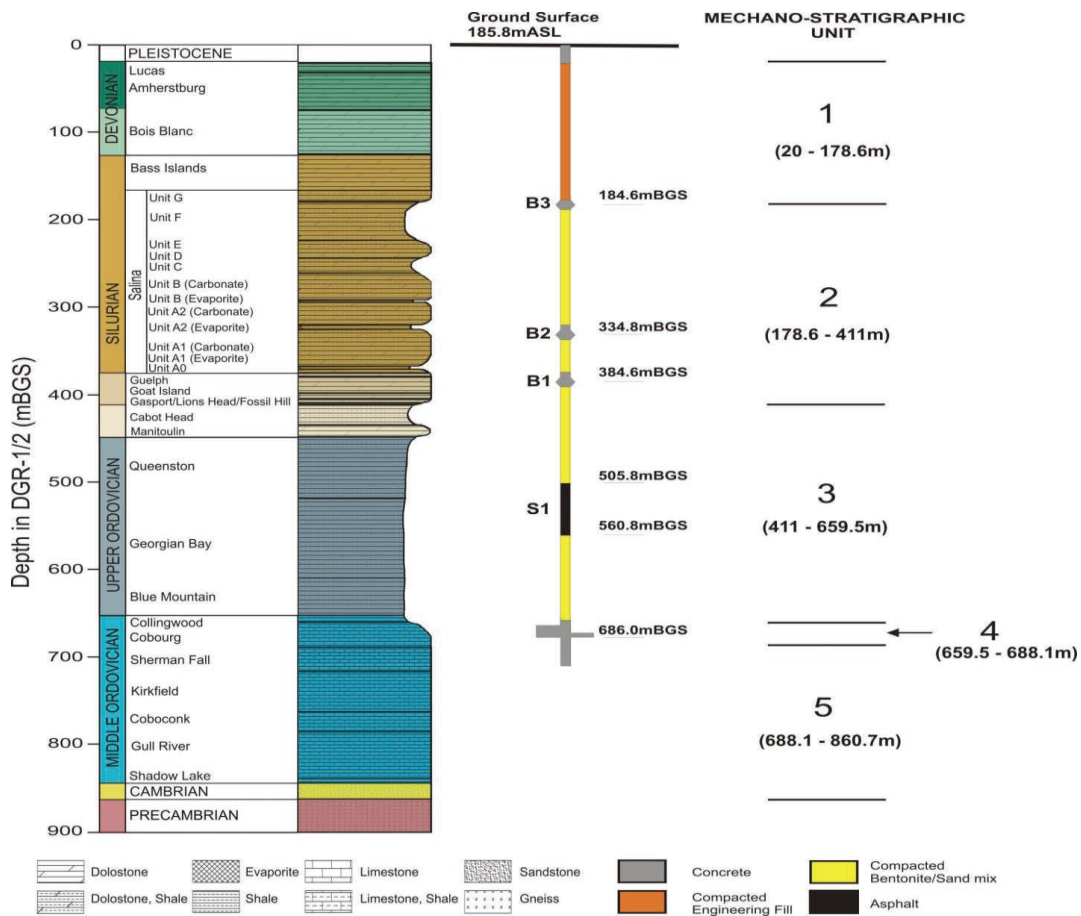 Ground Surface
185.8mASL
MECHANO-STRATIGRAPHIC
UNIT
Depth in DGR-1/2 (mBGS)
0
100
200
300
400
500
600
700
800
900
DEVONIAN
SILURIAN
UPPER ORDOVICIAN
MIDDLE ORDOVICIAN
PLEISTOCENE
Lucas
Amherstburg
Bois Blanc
Bass Islands
Salina
Unit G
Unit F
Unit E
Unit D
Unit C
Unit B (Carbonate)
Unit B (Evaporite)
Unit A2 (Carbonate)
Unit A2 (Evaporite)
Unit A1 (Carbonate)
Unit A1 (Evaporite)
Unit A0
Guelph
Goat Island
Gasport/Lions Head/Fossil Hill
Cabot Head
Manitoulin
Queenston
Georgian Bay
Blue Mountain
Collingwood
Cobourg
Sherman Fall
Kirkfield
Coboconk
Gull River
Shadow Lake
CAMBRIAN
PRECAMBRIAN
B3
184.6mBGS
B2
334.8mBGS
B1
384.6mBGS
505.8mBGS
S1
560.8mBGS
686.0mBGS
1
(20 - 178.6m)
2
(178.6 - 411m)
3
(411 - 659.5m)
4
(659.5 - 688.1m)
5
(688.1 - 860.7m)
Dolostone
Evaporite
Limestone
Sandstone
Concrete
Compacted
Bentonite/Sand mix
Dolostone, Shale
Shale
Limestone, Shale
Gneiss
Compacted
Engineering Fill
Asphalt